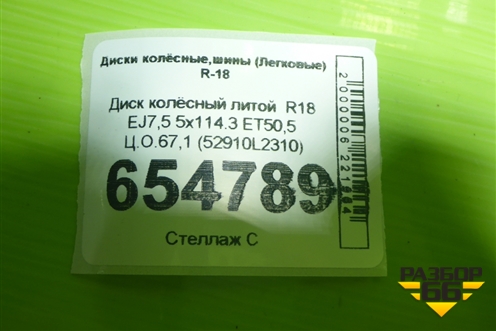 Диски колёсные,шины (Легковые)
R-18
Диск колёсный литой R18
EJ7,5 5x114.3 ET50,5
Ц.О.67,1 (52910L2310)
654789
Стеллаж С
2000006221964
РАЗБОР
66